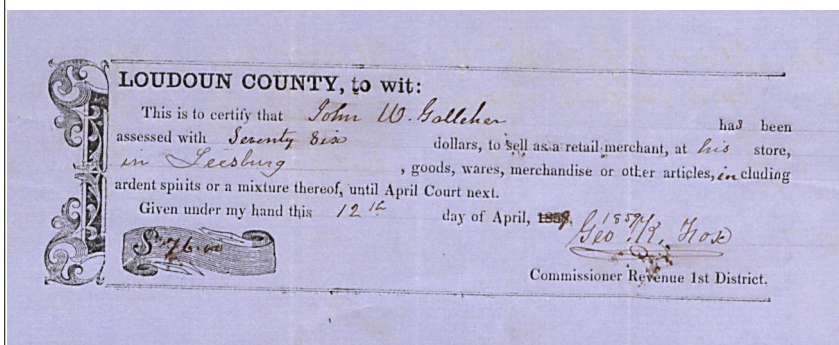 LOUDOUN COUNTY, to wit:
This is to certify that John W. Galleher has been
assessed with Seventy Six dollars, to sell as a retail merchant, at his store,
in Leesburg , goods, wares, merchandise or other articles, including
ardent spirits or a mixture thereof, until April Court next.
Given under my hand this 12th day of April, 1859
Geo. K. Fox
$76.00
Commissioner Revenue 1st District.